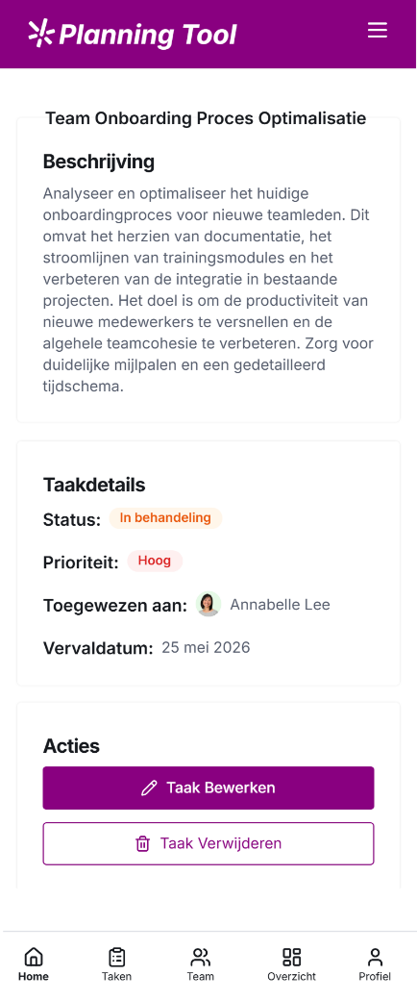 Planning Tool
Team Onboarding Proces Optimalisatie
Beschrijving
Analyseer en optimaliseer het huidige
onboardingproces voor nieuwe teamleden. Dit
omvat het herzien van documentatie, het
stroomlijnen van trainingsmodules en het
verbeteren van de integratie in bestaande
projecten. Het doel is om de productiviteit van
nieuwe medewerkers te versnellen en de
algehele teamcohesie te verbeteren. Zorg voor
duidelijke mijlpalen en een gedetailleerd
tijdschema.
Taakdetails
Status: In behandeling
Prioriteit: Hoog
Toegewezen aan: Annabelle Lee
Vervaldatum: 25 mei 2026
Acties
Taak Bewerken
Taak Verwijderen
Home Taken Team Overzicht Profiel